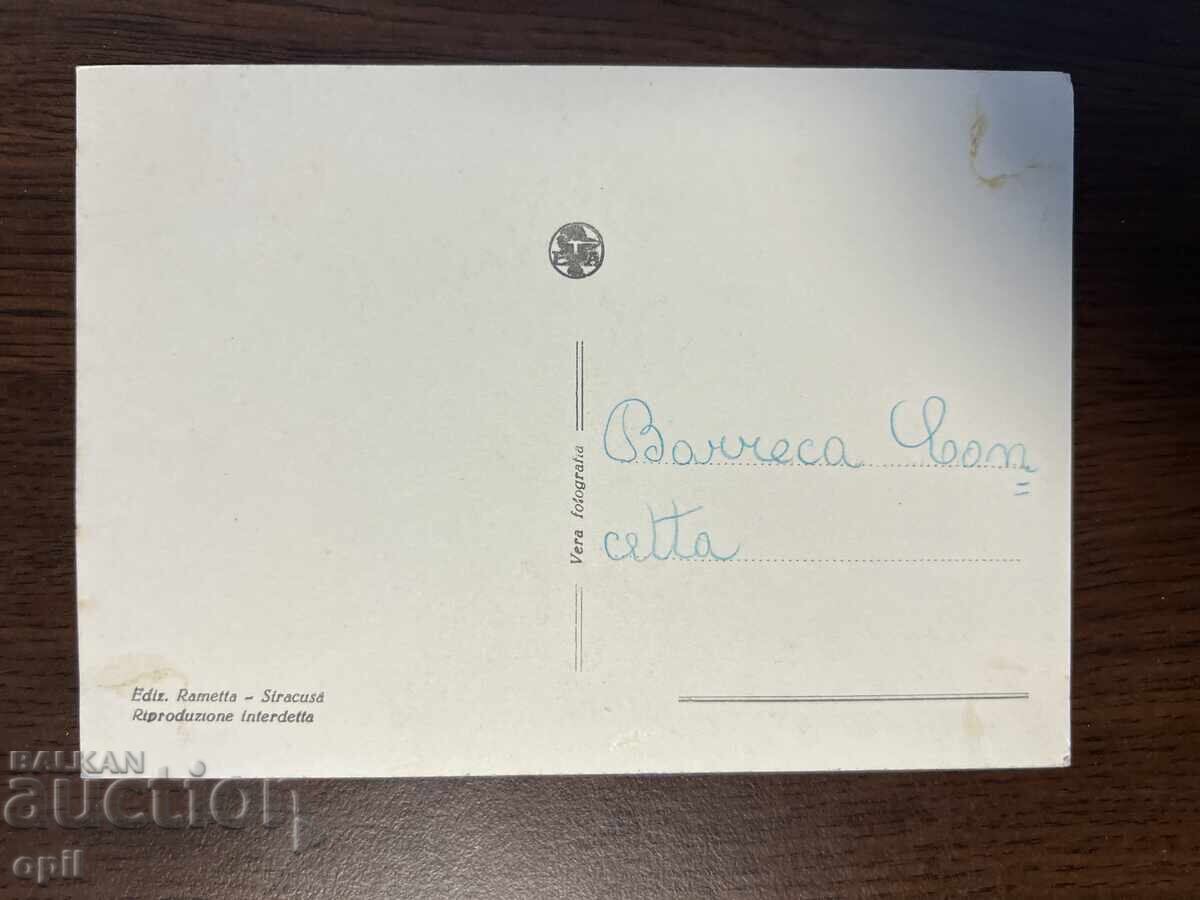 Barreca Con=
cetta
Vera fotografia
Ediz. Rametta - Siracusa
Riproduzione interdetta
BALKAN
auction
opil